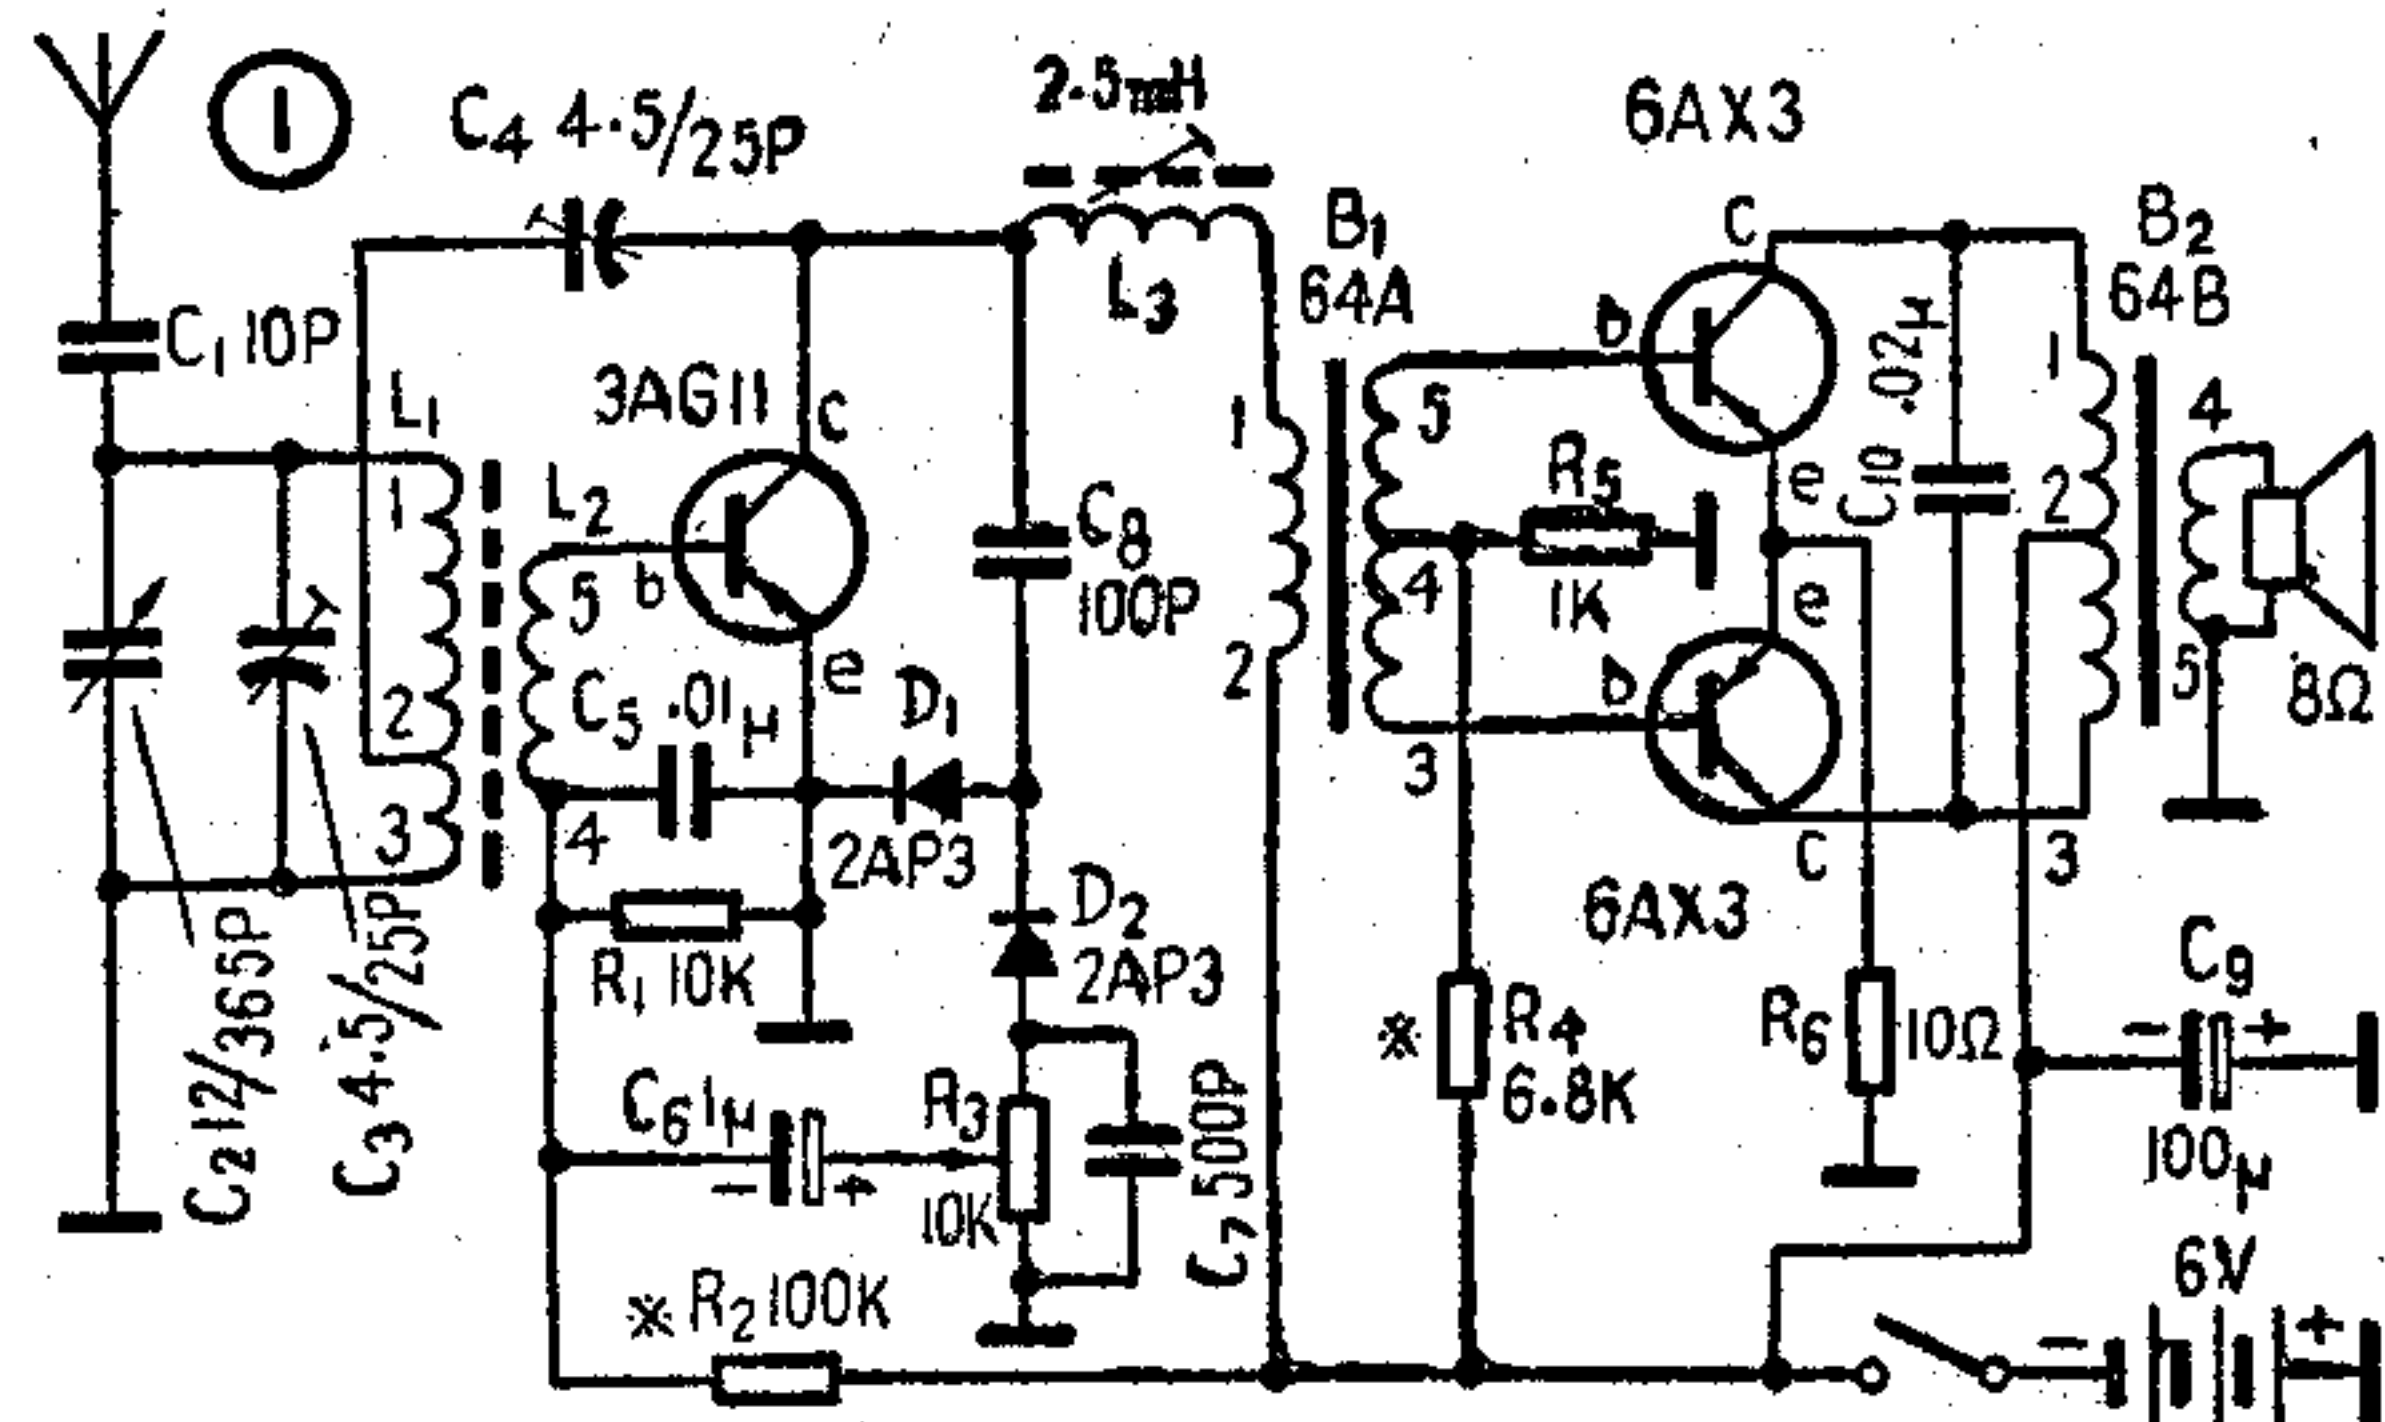 1
C4 4.5/25P
2.5mH
6AX3
C1 10P
L1
1
2
3
3AG11
c
b
e
L2
5
4
C5 .01μ
D1
2AP3
L3
C8
100P
B1
64A
1
2
5
4
3
R5
1K
c
b
e
e
b
c
6AX3
C10 .02μ
B2
64B
1
2
3
4
5
8Ω
R1 10K
D2
2AP3
C2 12/365P
C3 4.5/25P
C6 1μ
- +
R3
10K
C7 500P
※ R4
6.8K
R6 10Ω
C9
- +
100μ
※ R2 100K
6V
- +